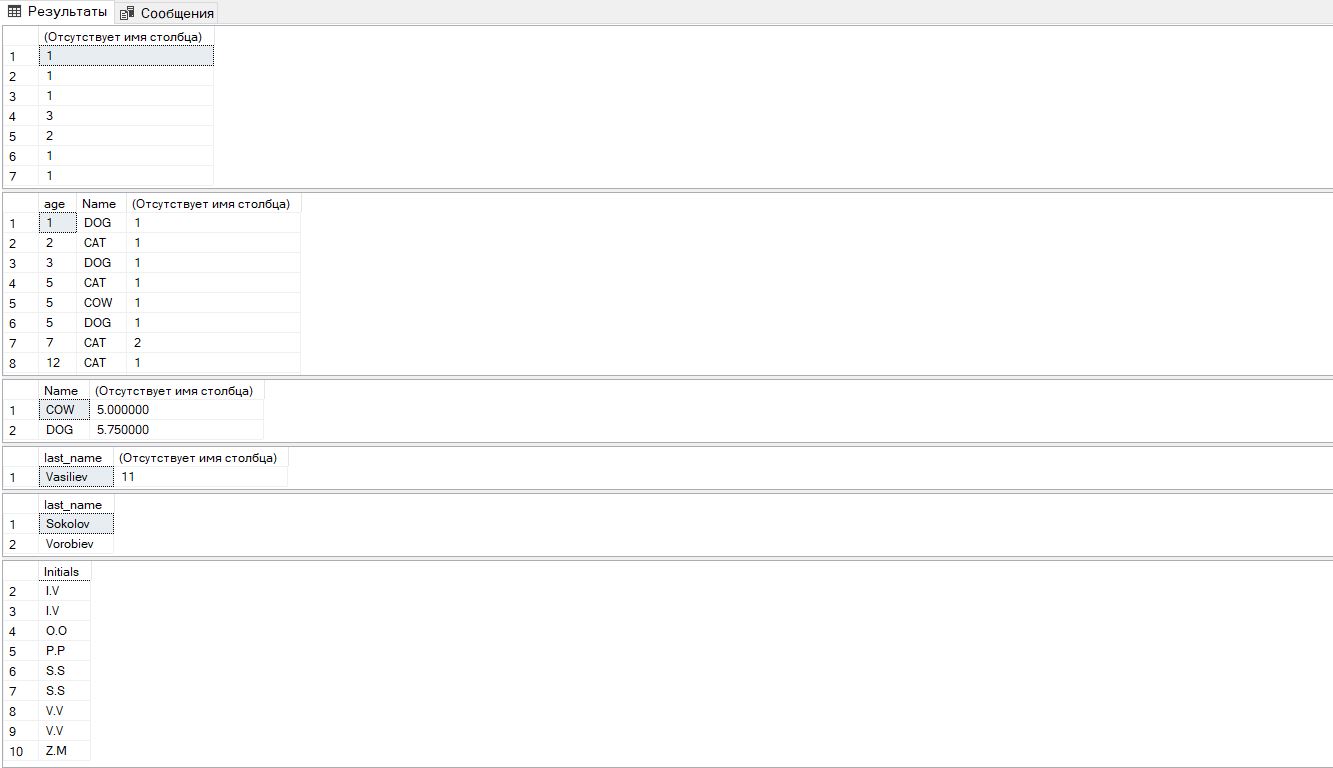 Результаты Сообщения
(Отсутствует имя столбца)
1 1
2 1
3 1
4 3
5 2
6 1
7 1
age Name (Отсутствует имя столбца)
1 1 DOG 1
2 2 CAT 1
3 3 DOG 1
4 5 CAT 1
5 5 COW 1
6 5 DOG 1
7 7 CAT 2
8 12 CAT 1
Name (Отсутствует имя столбца)
1 COW 5.000000
2 DOG 5.750000
last_name (Отсутствует имя столбца)
1 Vasiliev 11
last_name
1 Sokolov
2 Vorobiev
Initials
2 I.V
3 I.V
4 O.O
5 P.P
6 S.S
7 S.S
8 V.V
9 V.V
10 Z.M